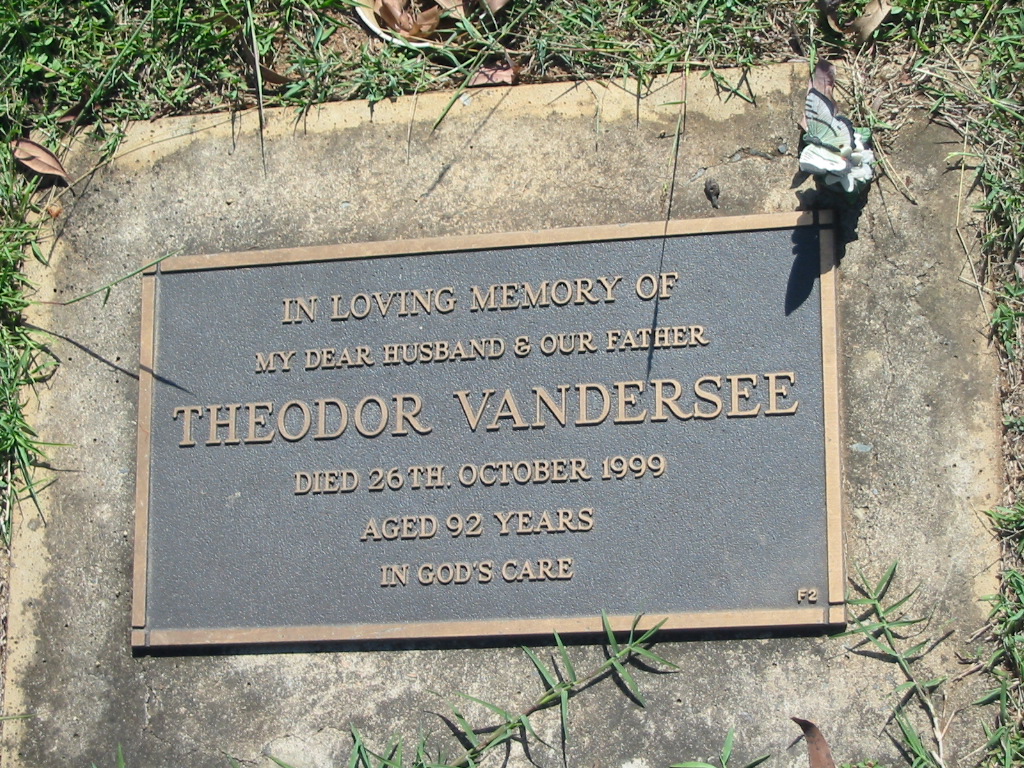 IN LOVING MEMORY OF
MY DEAR HUSBAND & OUR FATHER
THEODOR VANDERSEE
DIED 26TH. OCTOBER 1999
AGED 92 YEARS
IN GOD'S CARE
F2